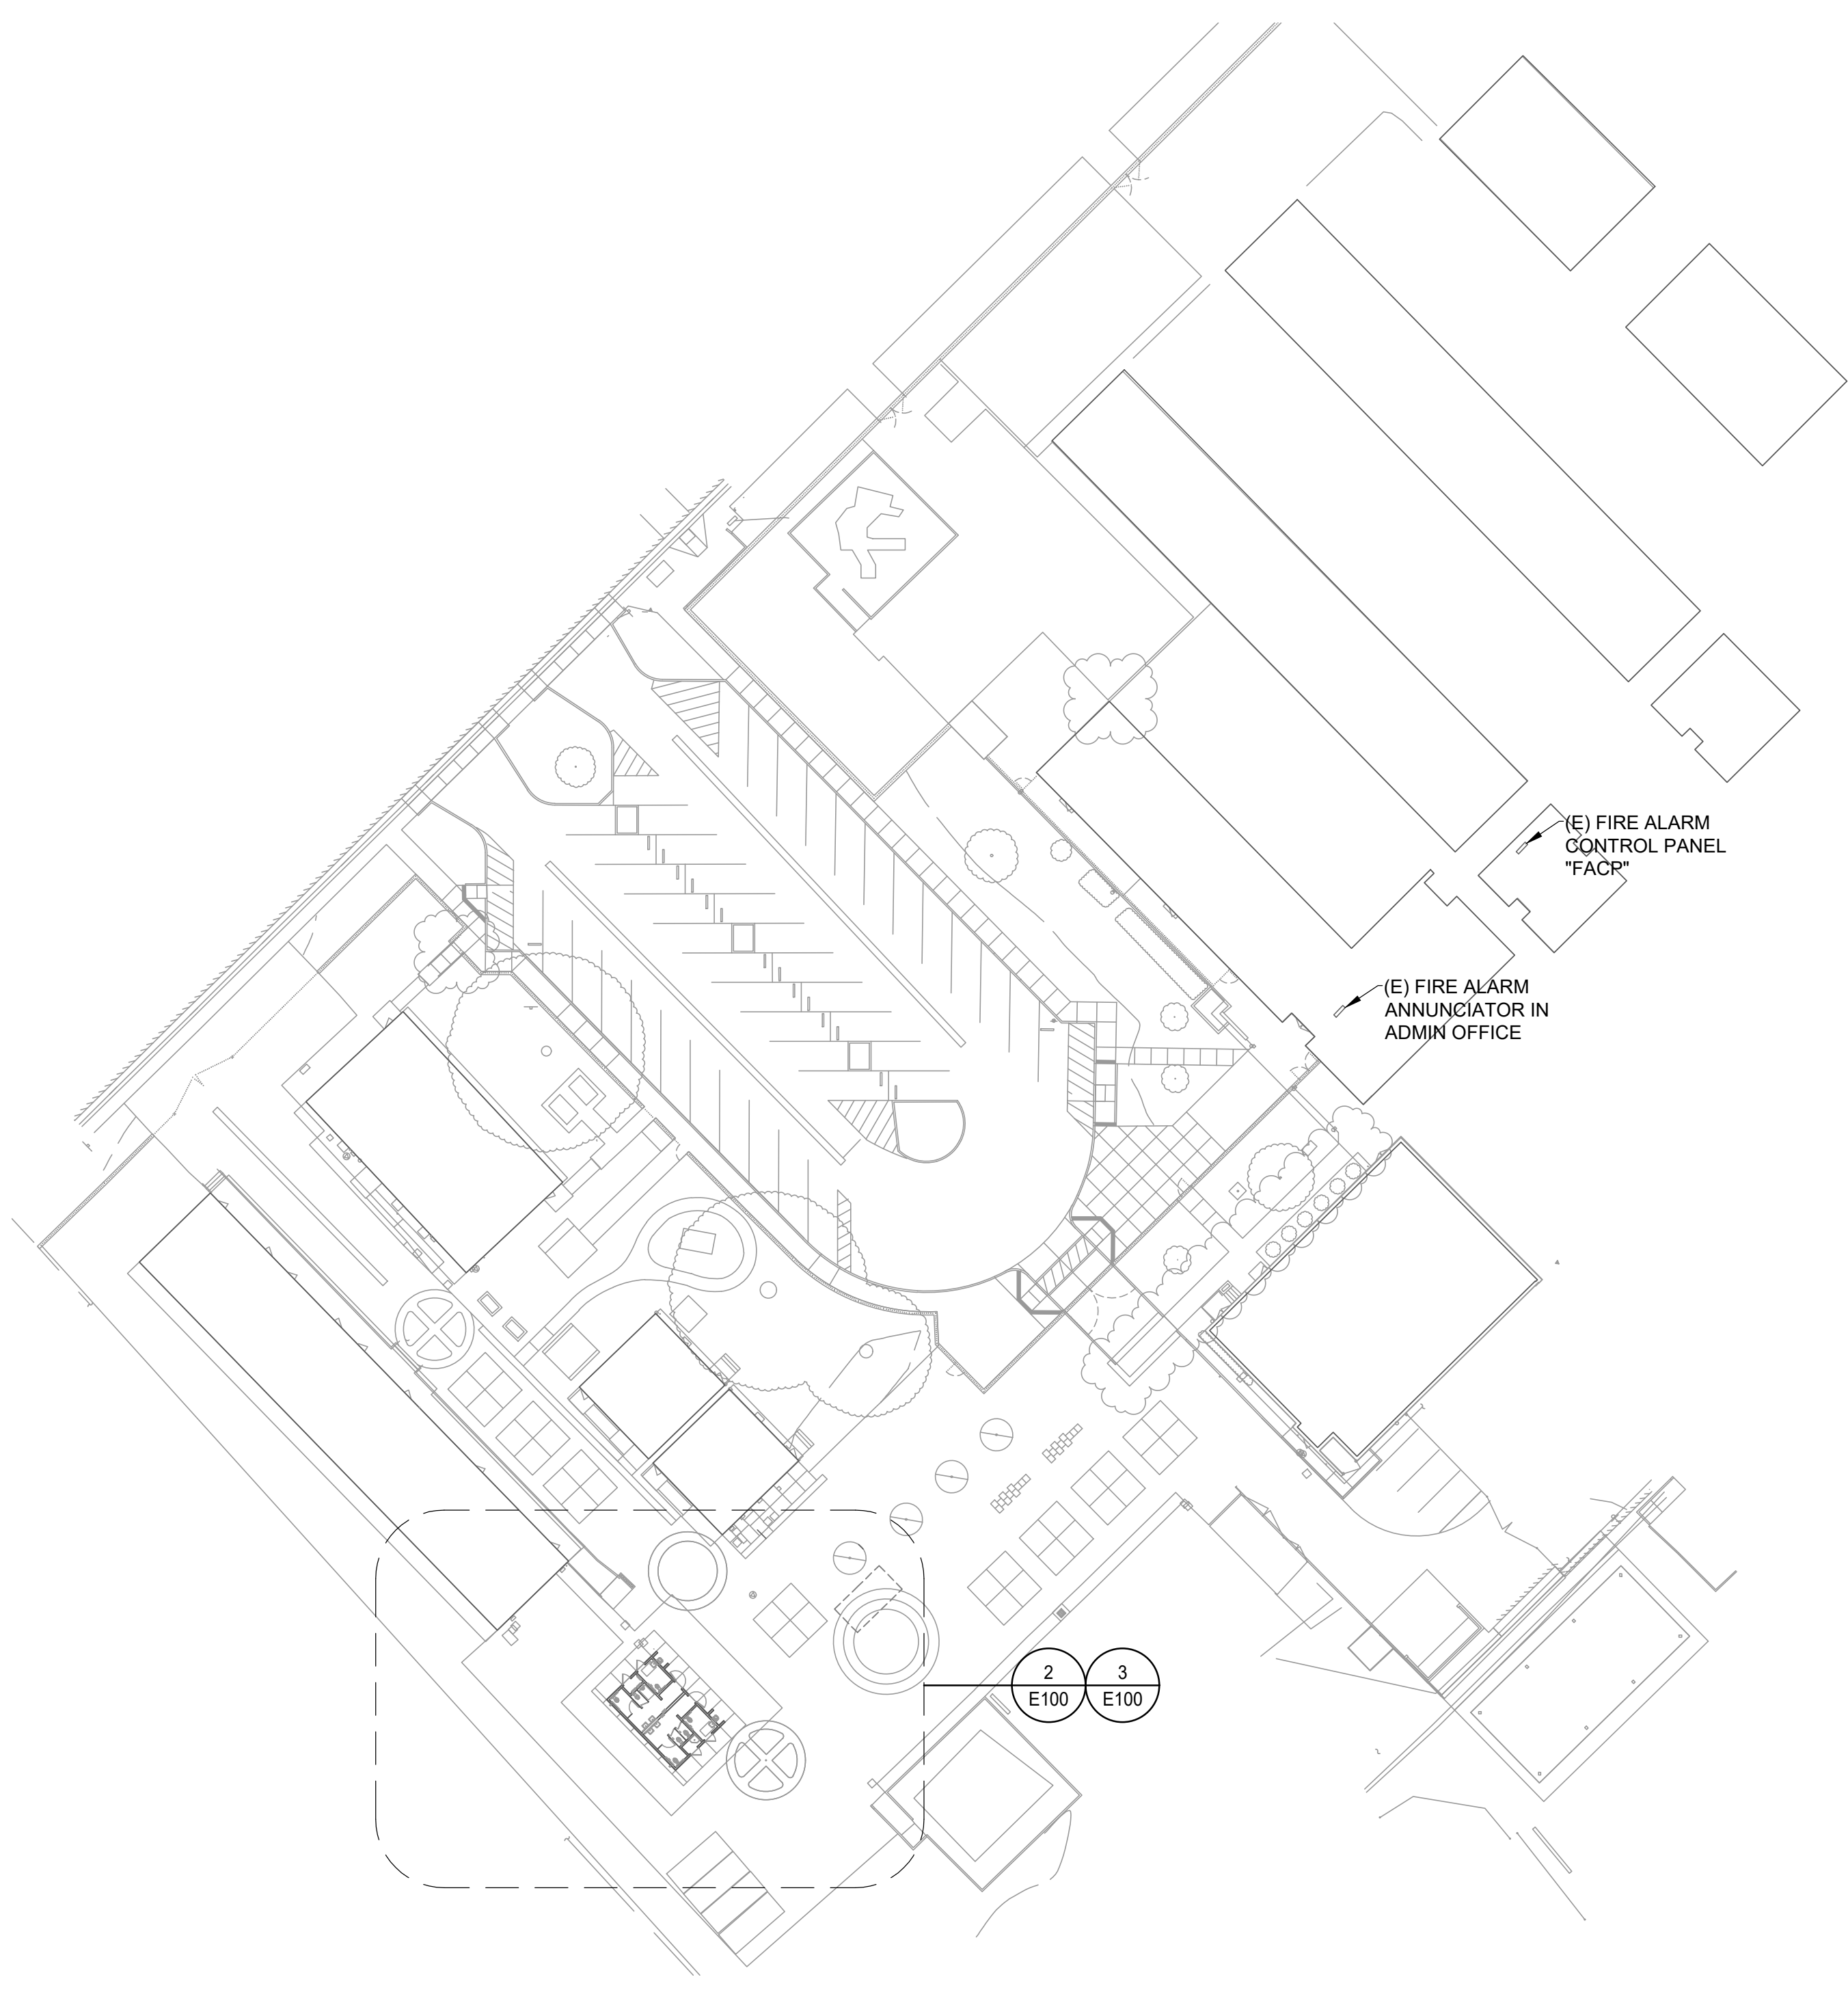 (E) FIRE ALARM
CONTROL PANEL
"FACP"
(E) FIRE ALARM
ANNUNCIATOR IN
ADMIN OFFICE
2
E100
3
E100